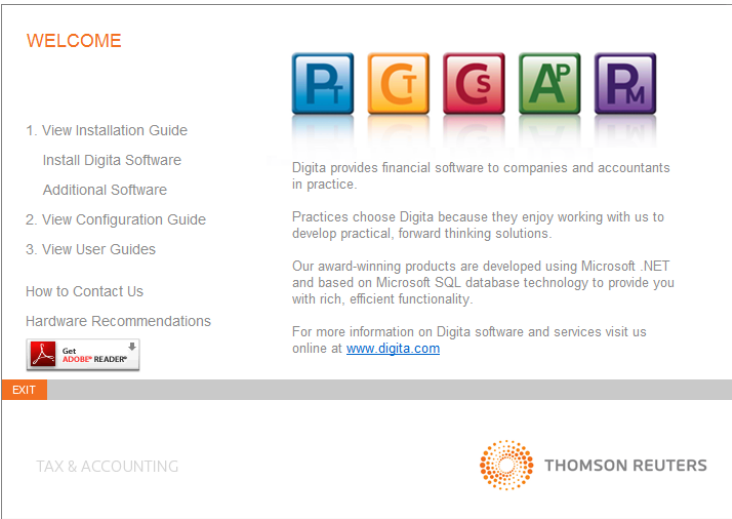 WELCOME
PT CT CS AP PM
1. View Installation Guide
Install Digita Software
Additional Software
2. View Configuration Guide
3. View User Guides
How to Contact Us
Hardware Recommendations
Get
ADOBE® READER®
Digita provides financial software to companies and accountants
in practice.
Practices choose Digita because they enjoy working with us to
develop practical, forward thinking solutions.
Our award-winning products are developed using Microsoft .NET
and based on Microsoft SQL database technology to provide you
with rich, efficient functionality.
For more information on Digita software and services visit us
online at www.digita.com
EXIT
TAX & ACCOUNTING
THOMSON REUTERS